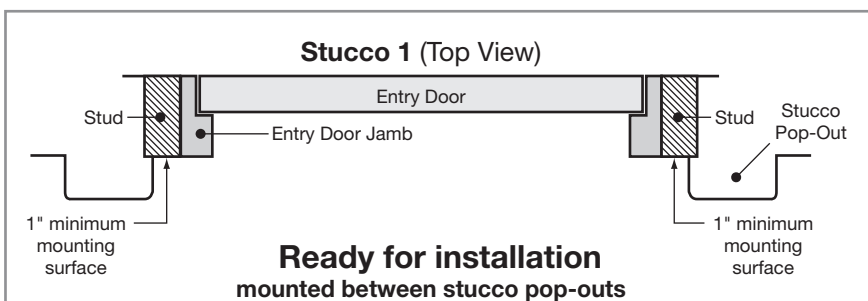 Stucco 1 (Top View)
Entry Door
Stud
Entry Door Jamb
Stud
Stucco
Pop-Out
1" minimum
mounting
surface
1" minimum
mounting
surface
Ready for installation
mounted between stucco pop-outs